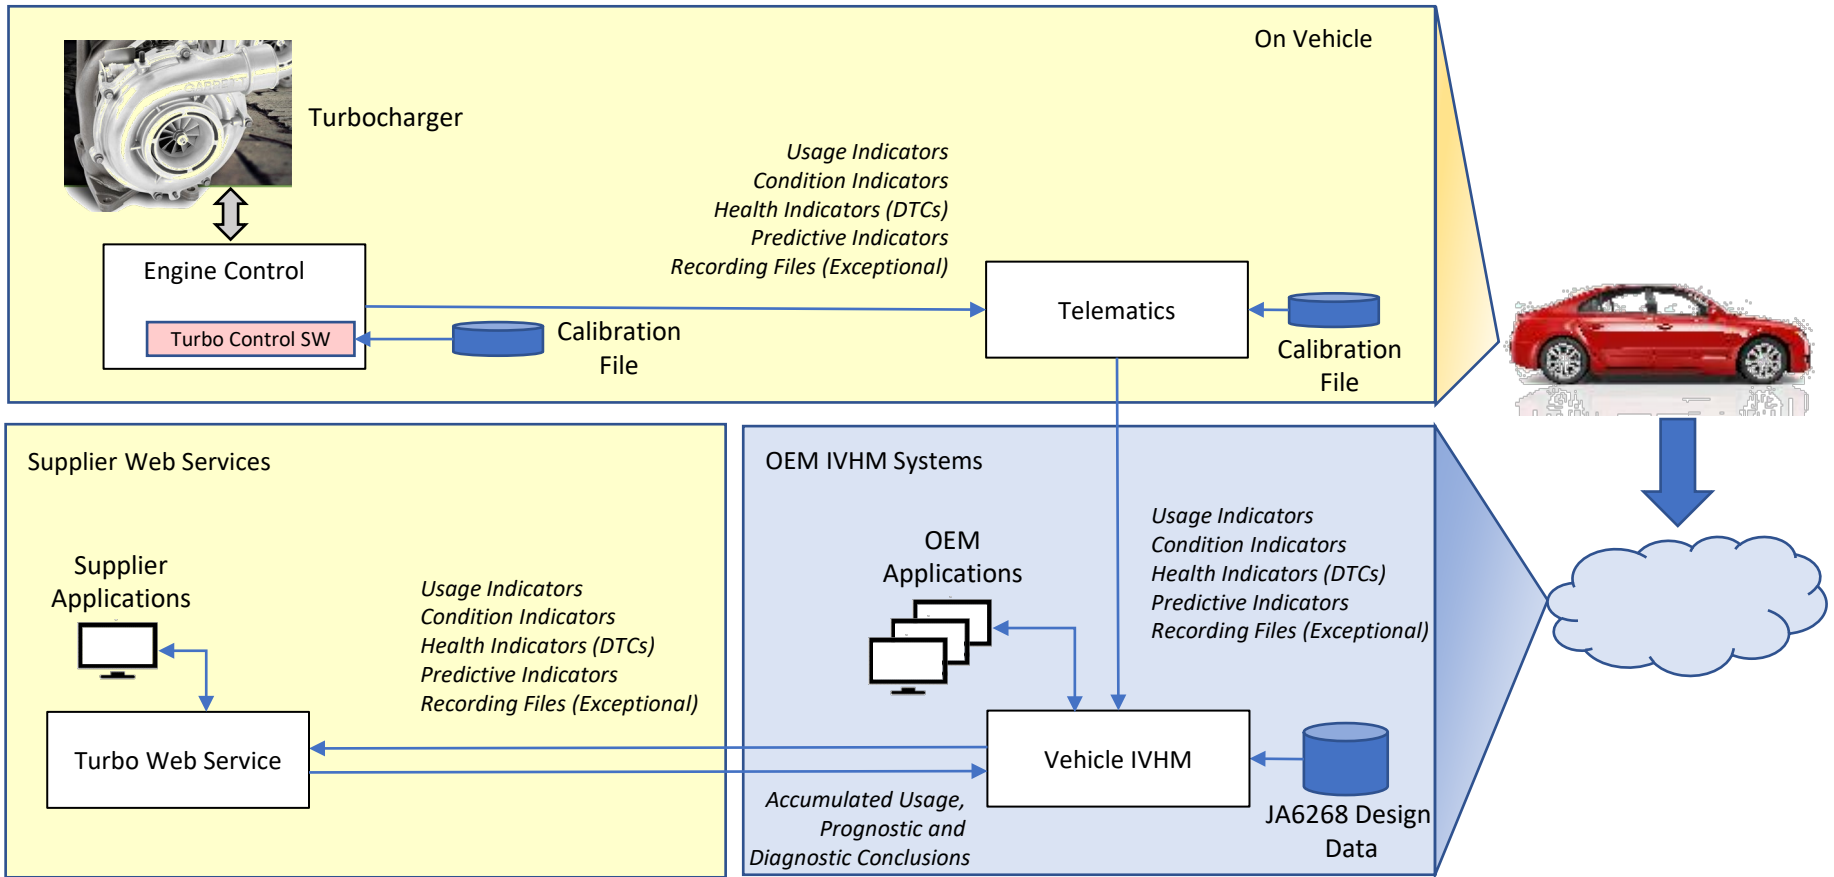 On Vehicle
GARRETT
Turbocharger
Usage Indicators
Condition Indicators
Health Indicators (DTCs)
Predictive Indicators
Recording Files (Exceptional)
Engine Control
Turbo Control SW
Calibration
File
Telematics
Calibration
File
Supplier Web Services
Supplier
Applications
Usage Indicators
Condition Indicators
Health Indicators (DTCs)
Predictive Indicators
Recording Files (Exceptional)
Turbo Web Service
OEM IVHM Systems
OEM
Applications
Usage Indicators
Condition Indicators
Health Indicators (DTCs)
Predictive Indicators
Recording Files (Exceptional)
Vehicle IVHM
JA6268 Design
Data
Accumulated Usage,
Prognostic and
Diagnostic Conclusions